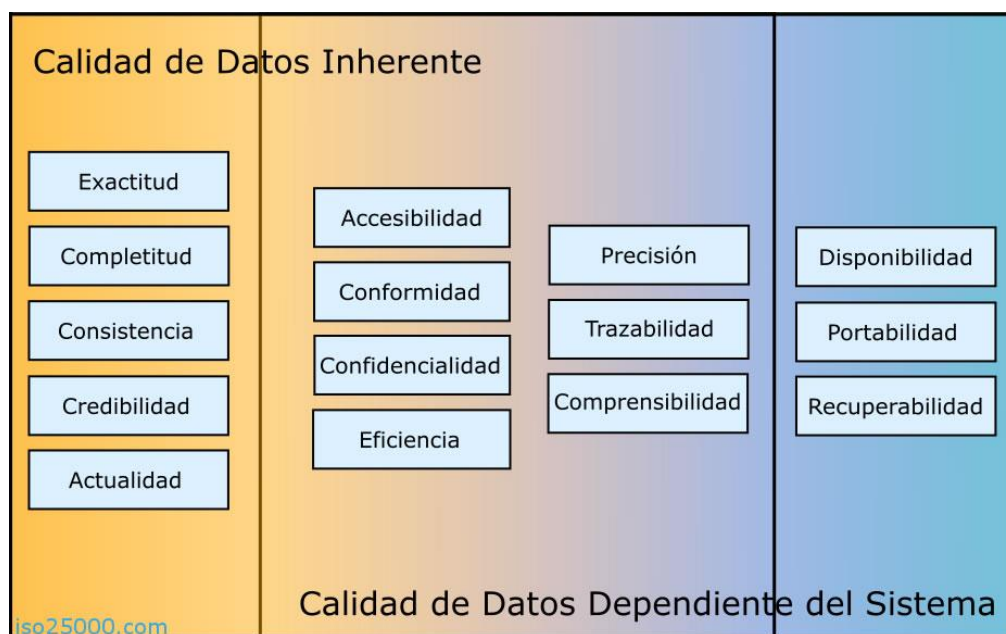 Calidad de Datos Inherente
Exactitud
Completitud
Consistencia
Credibilidad
Actualidad
Accesibilidad
Conformidad
Confidencialidad
Eficiencia
Precisión
Trazabilidad
Comprensibilidad
Disponibilidad
Portabilidad
Recuperabilidad
Calidad de Datos Dependiente del Sistema
iso25000.com